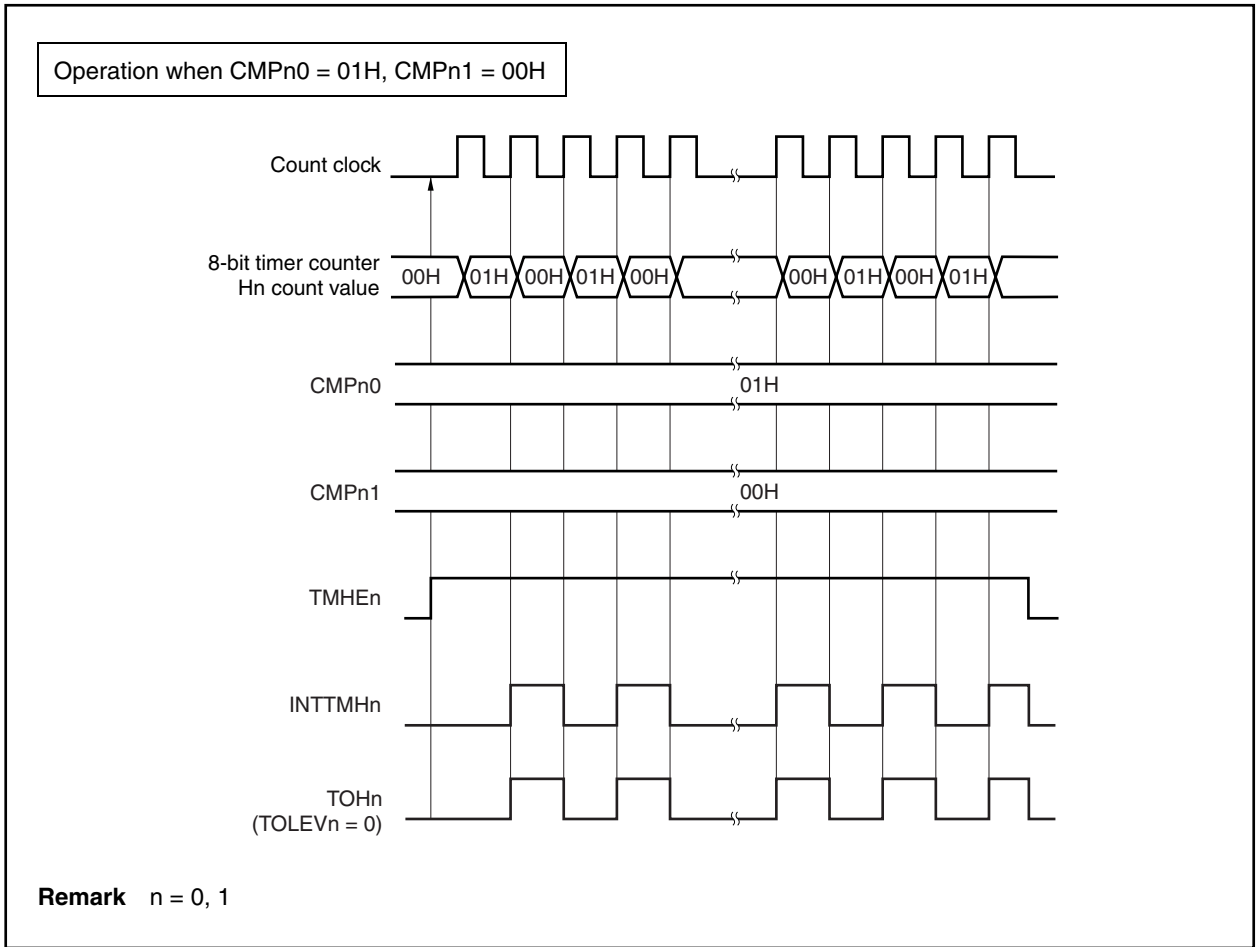 Operation when CMPn0 = 01H, CMPn1 = 00H
Count clock
8-bit timer counter
Hn count value
00H 01H 00H 01H 00H 00H 01H 00H 01H
CMPn0
01H
CMPn1
00H
TMHEn
INTTMHn
TOHn
(TOLEVn = 0)
Remark n = 0, 1